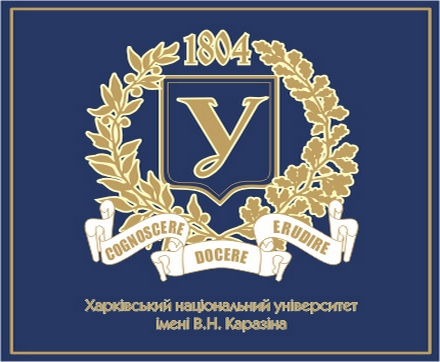 1804
У
COGNOSCERE
DOCERE
ERUDIRE
Харківський національний університет
імені В.Н. Каразіна